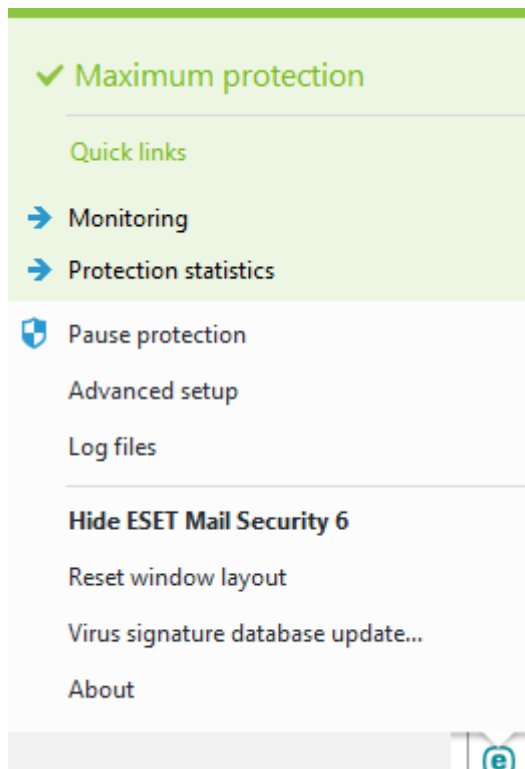 Maximum protection
Quick links
Monitoring
Protection statistics
Pause protection
Advanced setup
Log files
Hide ESET Mail Security 6
Reset window layout
Virus signature database update...
About
e